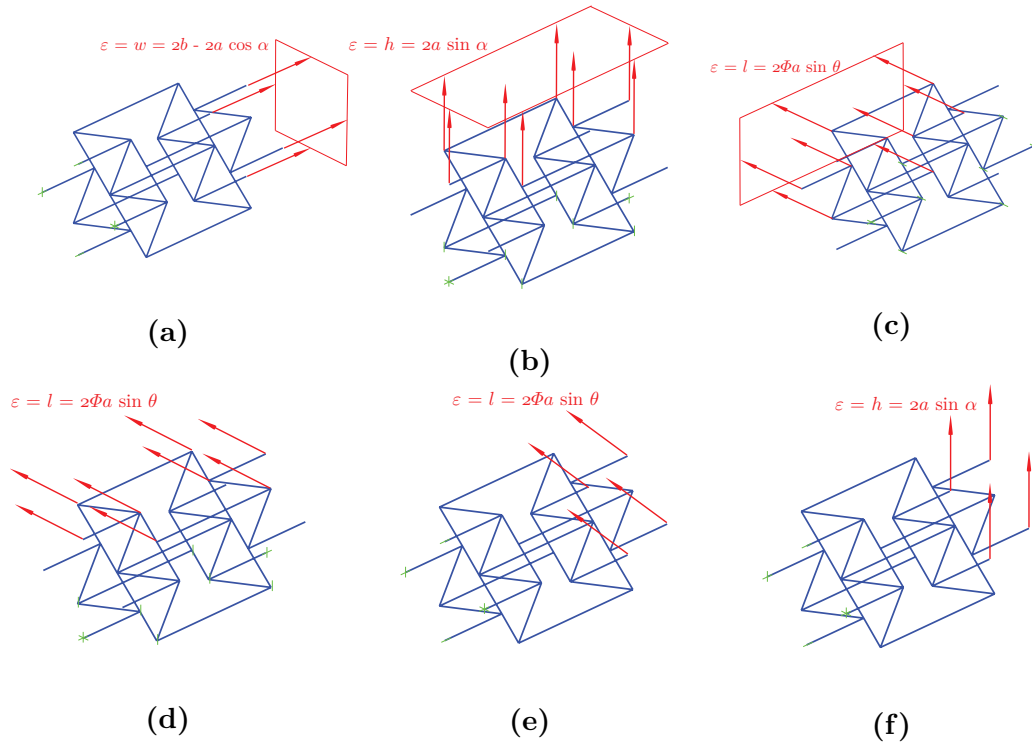 ε = w = 2b - 2a cos α
ε = h = 2a sin α
ε = l = 2Φa sin θ
(a)
(b)
(c)
ε = l = 2Φa sin θ
ε = l = 2Φa sin θ
ε = h = 2a sin α
(d)
(e)
(f)